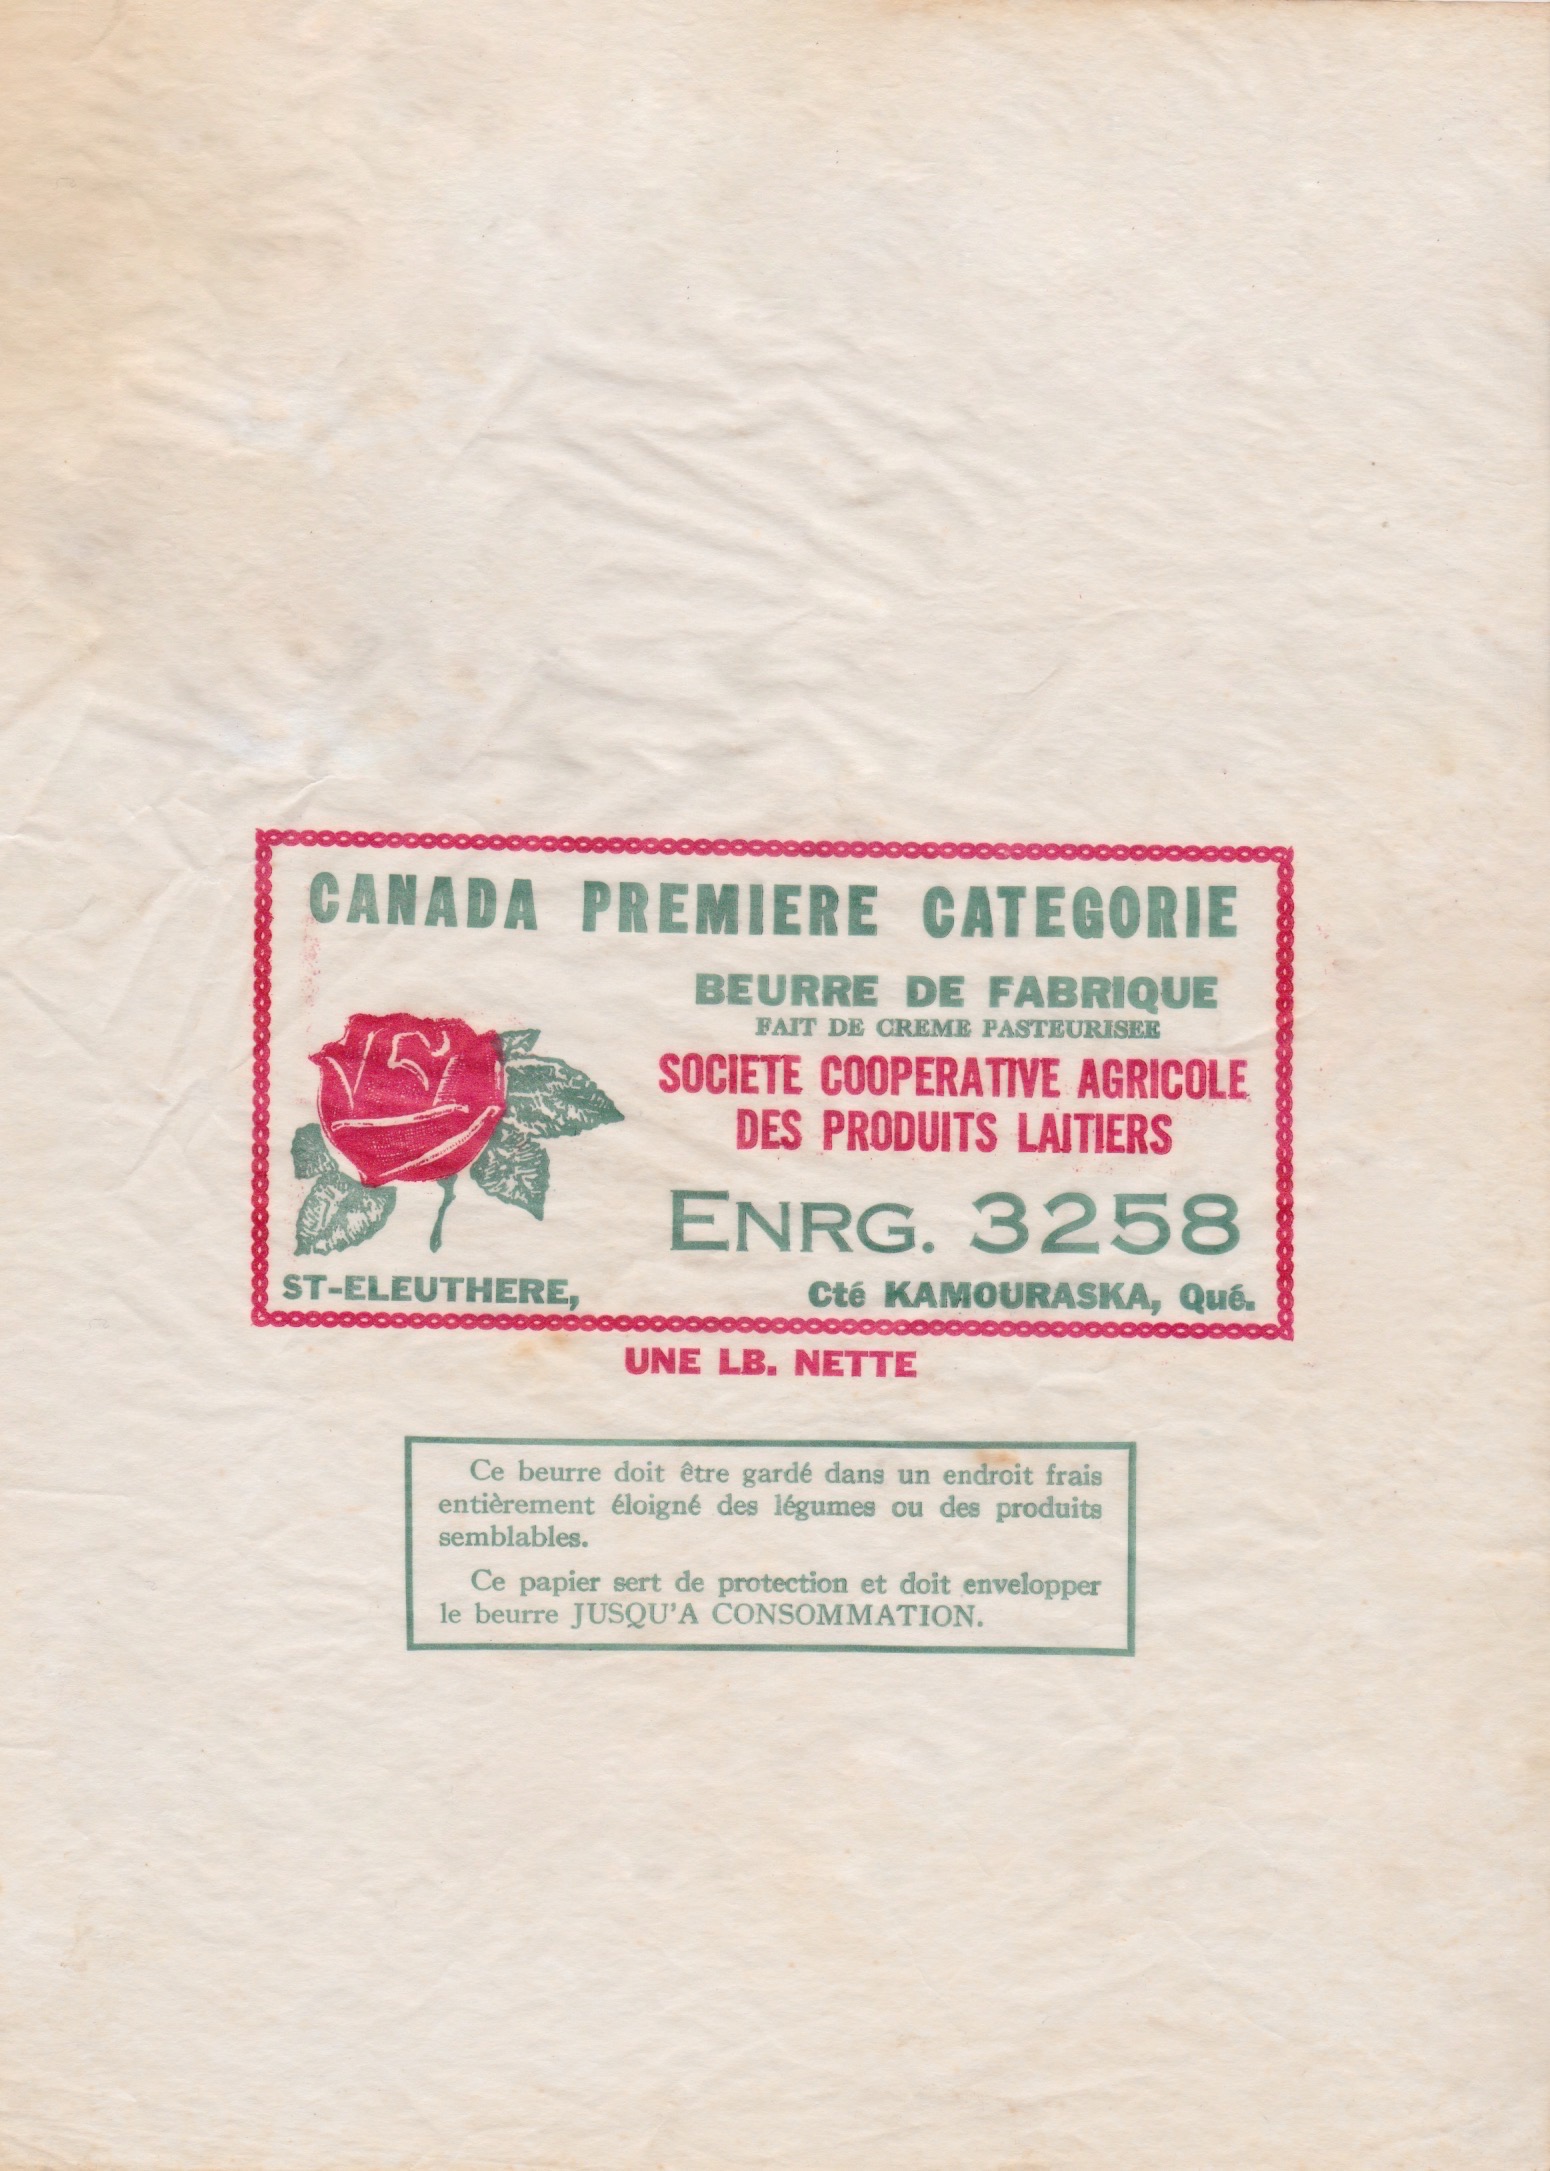 CANADA PREMIERE CATEGORIE
BEURRE DE FABRIQUE
FAIT DE CREME PASTEURISEE
SOCIETE COOPERATIVE AGRICOLE
DES PRODUITS LAITIERS
ENRG. 3258
ST-ELEUTHERE, Cté KAMOURASKA, Qué.
UNE LB. NETTE
Ce beurre doit être gardé dans un endroit frais
entièrement éloigné des légumes ou des produits
semblables.
Ce papier sert de protection et doit envelopper
le beurre JUSQU'A CONSOMMATION.